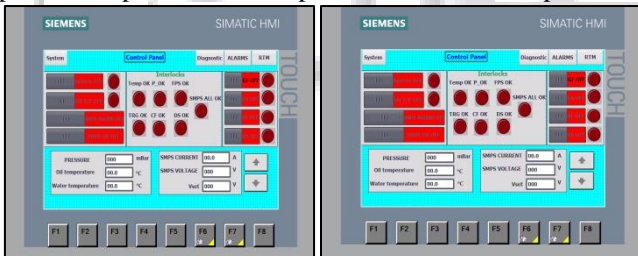 SIEMENS SIMATIC HMI
System Control Panel Diagnostic ALARMS RTM
Interlocks
Temp OK P_OK FPS OK
SMPS ALL OK
TRG OK CF OK DS OK
PRESSURE 000 mBar SMPS CURRENT 00.0 A
Oil temperature 00.0 °C SMPS VOLTAGE 000 V
Water temperature 00.0 °C Vset 000 V
TOUCH
F1 F2 F3 F4 F5 F6 F7 F8
SIEMENS SIMATIC HMI
System Control Panel Diagnostic ALARMS RTM
Interlocks
Temp OK P_OK FPS OK
SMPS ALL OK
TRG OK CF OK DS OK
PRESSURE 000 mBar SMPS CURRENT 00.0 A
Oil temperature 00.0 °C SMPS VOLTAGE 000 V
Water temperature 00.0 °C Vset 000 V
TOUCH
F1 F2 F3 F4 F5 F6 F7 F8